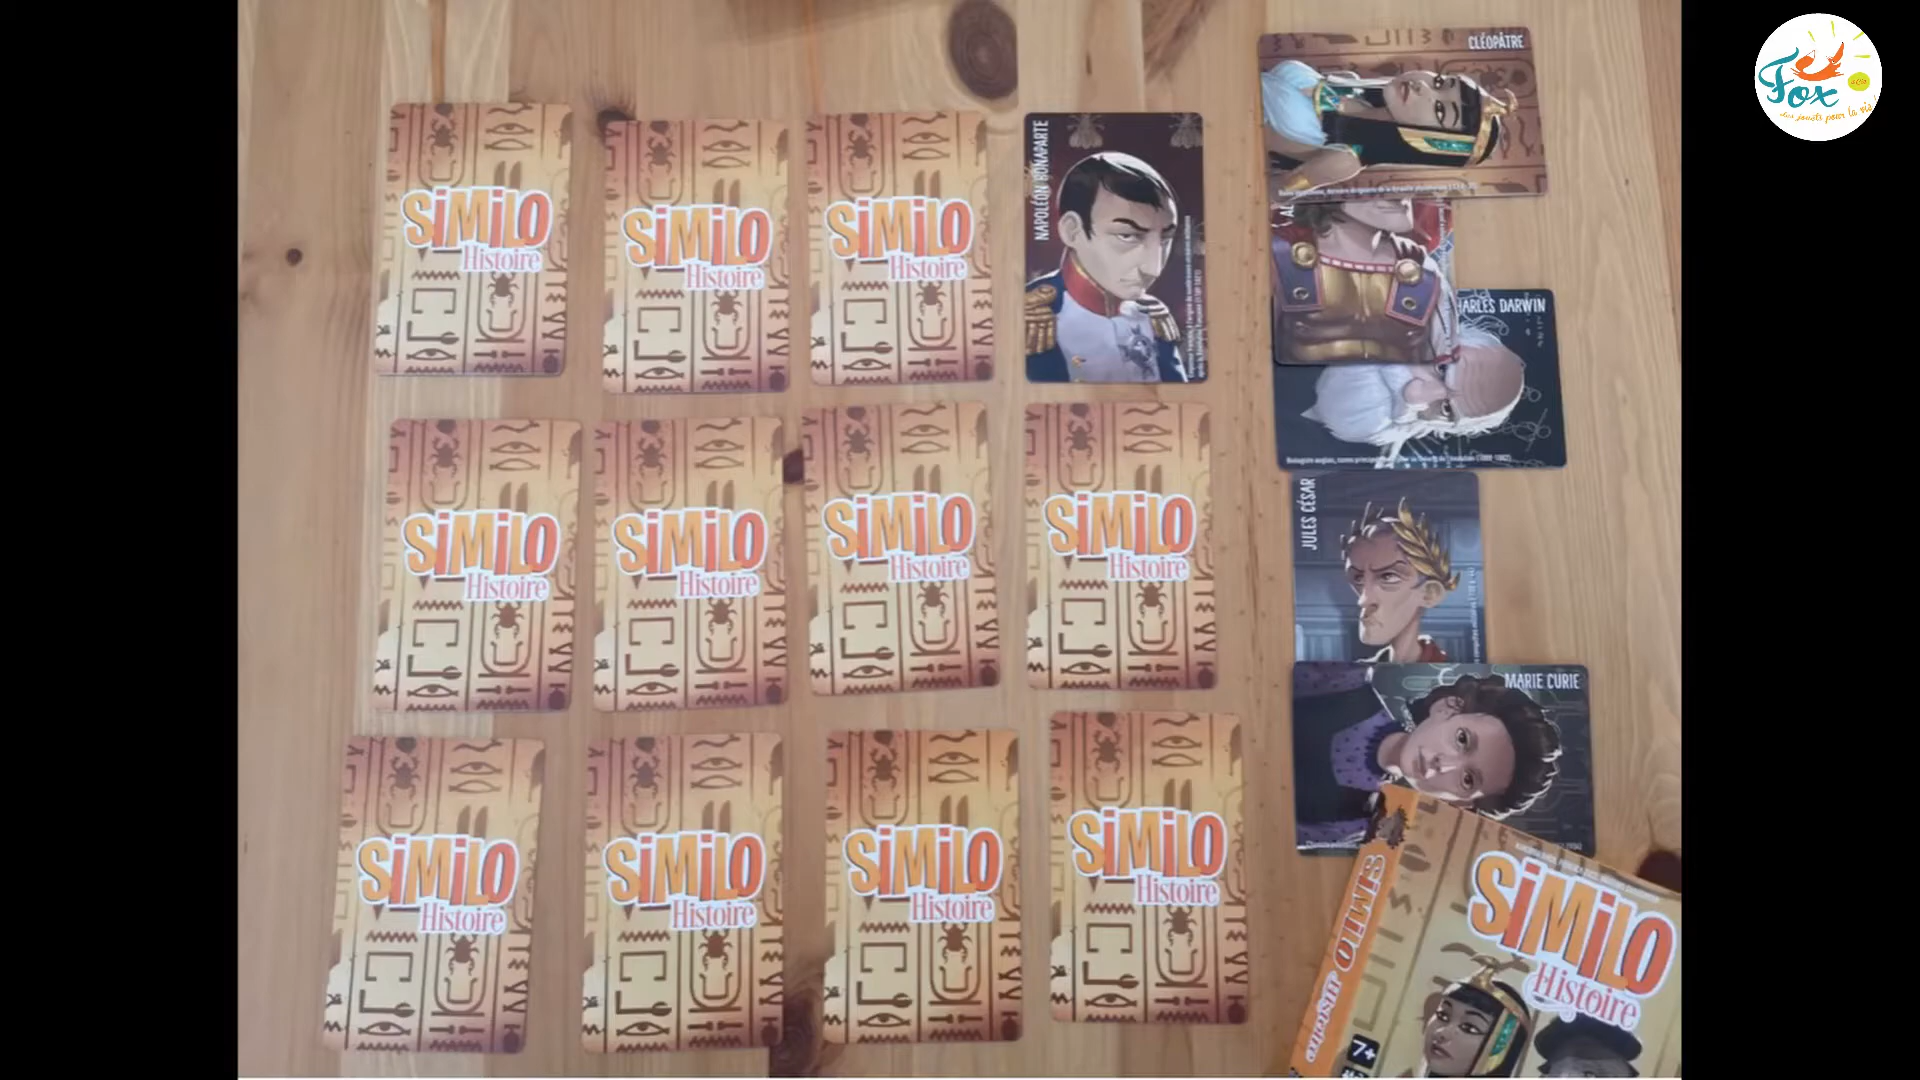 SiMiLO
Histoire
SiMiLO
Histoire
SiMiLO
Histoire
NAPOLÉON BONAPARTE
CLÉOPÂTRE
CHARLES DARWIN
SiMiLO
Histoire
SiMiLO
Histoire
SiMiLO
Histoire
SiMiLO
Histoire
JULES CÉSAR
MARIE CURIE
SiMiLO
Histoire
SiMiLO
Histoire
SiMiLO
Histoire
SiMiLO
Histoire
SiMiLO Histoire
SiMiLO
Histoire
7+
Fox